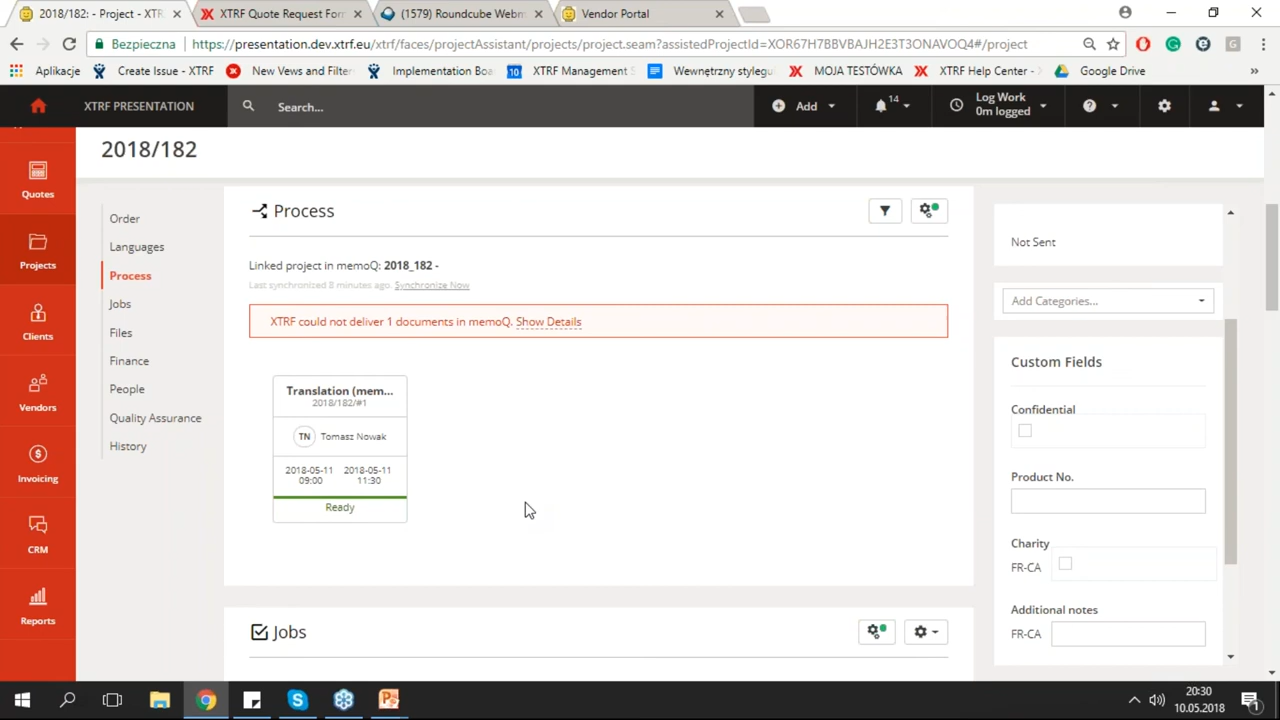 2018/182: - Project - XTR
XTRF Quote Request Form
(1579) Roundcube Webm
Vendor Portal
Bezpieczna
https://presentation.dev.xtrf.eu/xtrf/faces/projectAssistant/projects/project.seam?assistedProjectId=XOR67H7BBVBAJH2E3T3ONAVOQ4#/project
Aplikacje
Create Issue - XTRF
New Vews and Filter
Implementation Boa
XTRF Management S
Wewnętrzny stylegu
MOJA TESTÓWKA
XTRF Help Center -
Google Drive
»
XTRF PRESENTATION
Search...
Add
14
Log Work
0m logged
2018/182
Quotes
Projects
Clients
Vendors
Invoicing
CRM
Reports
Order
Languages
Process
Jobs
Files
Finance
People
Quality Assurance
History
Process
Linked project in memoQ: 2018_182 -
Last synchronized 8 minutes ago. Synchronize Now
XTRF could not deliver 1 documents in memoQ. Show Details
Translation (mem...
2018/182/#1
TN Tomasz Nowak
2018-05-11 2018-05-11
09:00 11:30
Ready
Jobs
Not Sent
Add Categories...
Custom Fields
Confidential
Product No.
Charity
FR-CA
Additional notes
FR-CA
20:30
10.05.2018
1